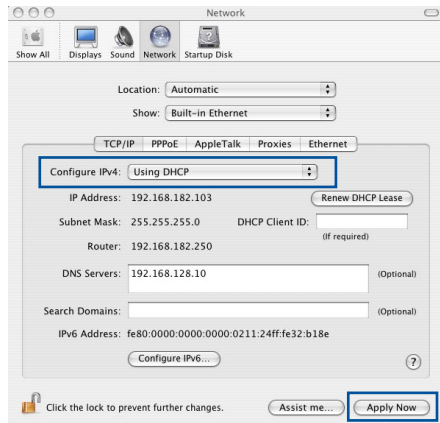 Network
Show All Displays Sound Network Startup Disk
Location: Automatic
Show: Built-in Ethernet
TCP/IP PPPoE AppleTalk Proxies Ethernet
Configure IPv4: Using DHCP
IP Address: 192.168.182.103 Renew DHCP Lease
Subnet Mask: 255.255.255.0 DHCP Client ID:
(If required)
Router: 192.168.182.250
DNS Servers: 192.168.128.10 (Optional)
Search Domains: (Optional)
IPv6 Address: fe80:0000:0000:0000:0211:24ff:fe32:b18e
Configure IPv6... ?
Click the lock to prevent further changes. Assist me... Apply Now